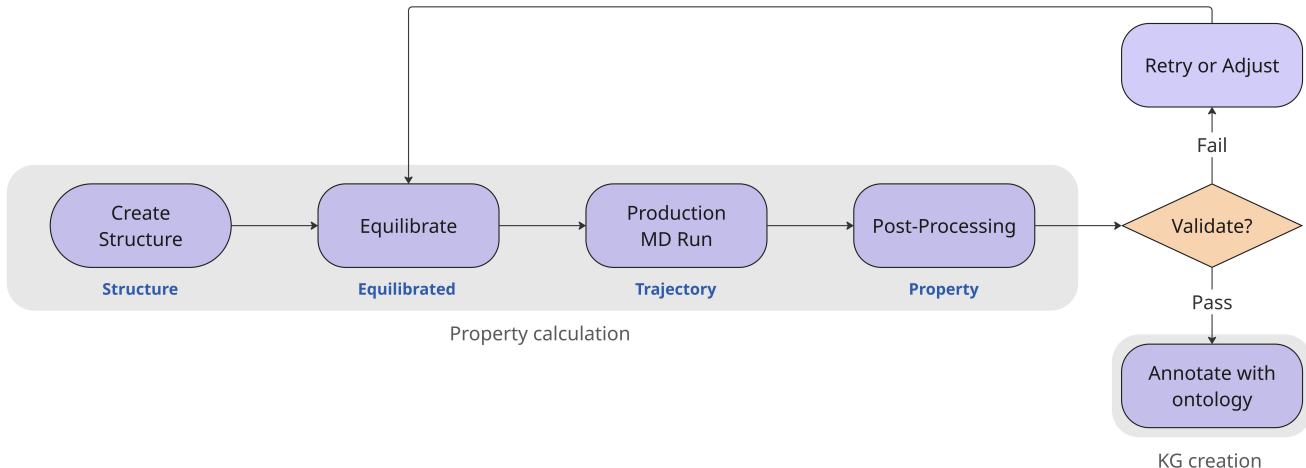 Retry or Adjust
Fail
Create
Structure
Equilibrate
Production
MD Run
Post-Processing
Validate?
Structure
Equilibrated
Trajectory
Property
Pass
Property calculation
Annotate with
ontology
KG creation